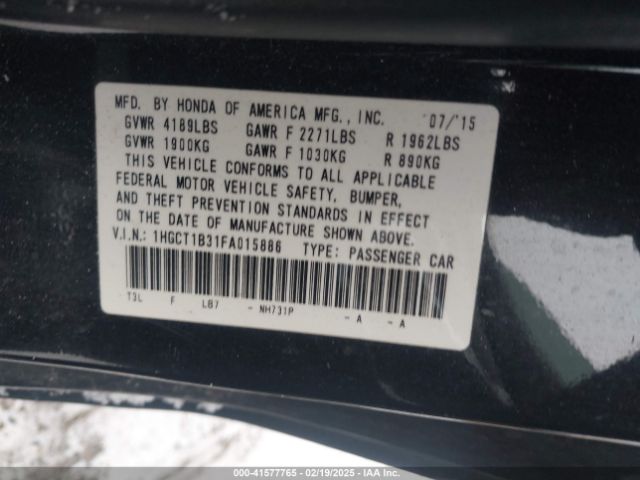 MFD. BY HONDA OF AMERICA MFG., INC. 07/'15
GVWR 4189LBS GAWR F 2271LBS R 1962LBS
GVWR 1900KG GAWR F 1030KG R 890KG
THIS VEHICLE CONFORMS TO ALL APPLICABLE
FEDERAL MOTOR VEHICLE SAFETY, BUMPER,
AND THEFT PREVENTION STANDARDS IN EFFECT
ON THE DATE OF MANUFACTURE SHOWN ABOVE.
V.I.N.: 1HGCT1B31FA015886 TYPE: PASSENGER CAR
T3L F LB7 - NH731P - A - A
000-41577765 - 02/19/2025 - IAA Inc.